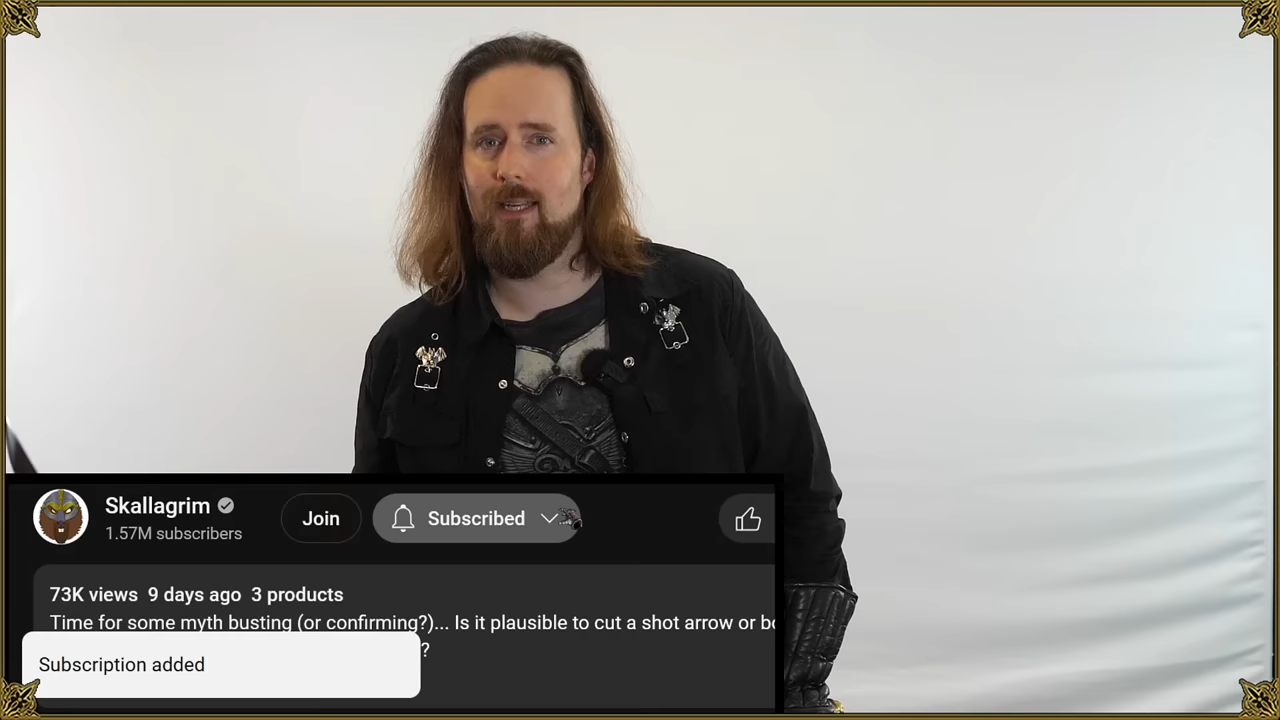 Skallagrim
1.57M subscribers
Join
Subscribed
73K views 9 days ago 3 products
Time for some myth busting (or confirming?)... Is it plausible to cut a shot arrow or bo
?
Subscription added